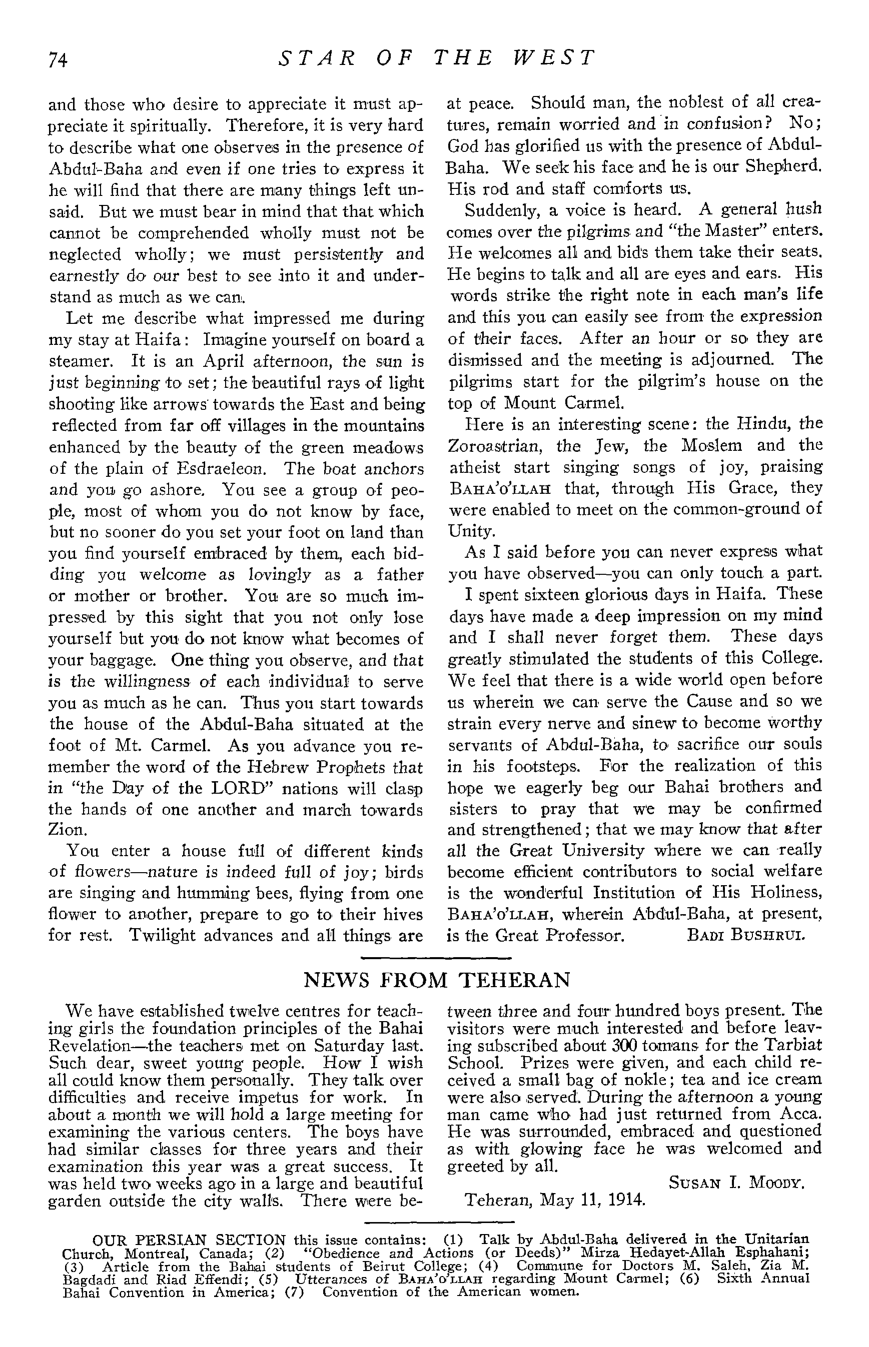 74
STAR OF THE WEST
and those who desire to appreciate it must ap-
preciate it spiritually. Therefore, it is very hard
to describe what one observes in the presence of
Abdul-Baha and even if one tries to express it
he will find that there are many things left un-
said. But we must bear in mind that that which
cannot be comprehended wholly must not be
neglected wholly; we must persistently and
earnestly do our best to see into it and under-
stand as much as we can.
Let me describe what impressed me during
my stay at Haifa: Imagine yourself on board a
steamer. It is an April afternoon, the sun is
just beginning to set; the beautiful rays of light
shooting like arrows towards the East and being
reflected from far off villages in the mountains
enhanced by the beauty of the green meadows
of the plain of Esdraeleon. The boat anchors
and you go ashore. You see a group of peo-
ple, most of whom you do not know by face,
but no sooner do you set your foot on land than
you find yourself embraced by them, each bid-
ding you welcome as lovingly as a father
or mother or brother. You are so much im-
pressed by this sight that you not only lose
yourself but you do not know what becomes of
your baggage. One thing you observe, and that
is the willingness of each individual to serve
you as much as he can. Thus you start towards
the house of the Abdul-Baha situated at the
foot of Mt. Carmel. As you advance you re-
member the word of the Hebrew Prophets that
in "the Day of the LORD" nations will clasp
the hands of one another and march towards
Zion.
You enter a house full of different kinds
of flowers—nature is indeed full of joy; birds
are singing and humming bees, flying from one
flower to another, prepare to go to their hives
for rest. Twilight advances and all things are
at peace. Should man, the noblest of all crea-
tures, remain worried and in confusion? No;
God has glorified us with the presence of Abdul-
Baha. We seek his face and he is our Shepherd.
His rod and staff comforts us.
Suddenly, a voice is heard. A general hush
comes over the pilgrims and "the Master" enters.
He welcomes all and bids them take their seats.
He begins to talk and all are eyes and ears. His
words strike the right note in each man's life
and this you can easily see from the expression
of their faces. After an hour or so they are
dismissed and the meeting is adjourned. The
pilgrims start for the pilgrim's house on the
top of Mount Carmel.
Here is an interesting scene: the Hindu, the
Zoroastrian, the Jew, the Moslem and the
atheist start singing songs of joy, praising
BAHA'O'LLAH that, through His Grace, they
were enabled to meet on the common-ground of
Unity.
As I said before you can never express what
you have observed—you can only touch a part.
I spent sixteen glorious days in Haifa. These
days have made a deep impression on my mind
and I shall never forget them. These days
greatly stimulated the students of this College.
We feel that there is a wide world open before
us wherein we can serve the Cause and so we
strain every nerve and sinew to become worthy
servants of Abdul-Baha, to sacrifice our souls
in his footsteps. For the realization of this
hope we eagerly beg our Bahai brothers and
sisters to pray that we may be confirmed
and strengthened; that we may know that after
all the Great University where we can really
become efficient contributors to social welfare
is the wonderful Institution of His Holiness,
BAHA'O'LLAH, wherein Abdul-Baha, at present,
is the Great Professor. BADI BUSHRUI.
NEWS FROM TEHERAN
We have established twelve centres for teach-
ing girls the foundation principles of the Bahai
Revelation—the teachers met on Saturday last.
Such dear, sweet young people. How I wish
all could know them personally. They talk over
difficulties and receive impetus for work. In
about a month we will hold a large meeting for
examining the various centers. The boys have
had similar classes for three years and their
examination this year was a great success. It
was held two weeks ago in a large and beautiful
garden outside the city walls. There were be-
tween three and four hundred boys present. The
visitors were much interested and before leav-
ing subscribed about 300 tomans for the Tarbiat
School. Prizes were given, and each child re-
ceived a small bag of nokle; tea and ice cream
were also served. During the afternoon a young
man came who had just returned from Acca.
He was surrounded, embraced and questioned
as with glowing face he was welcomed and
greeted by all.
SUSAN I. MOODY.
Teheran, May 11, 1914.
OUR PERSIAN SECTION this issue contains: (1) Talk by Abdul-Baha delivered in the Unitarian
Church, Montreal, Canada; (2) "Obedience and Actions (or Deeds)" Mirza Hedayet-Allah Esphahani;
(3) Article from the Bahai students of Beirut College; (4) Commune for Doctors M. Saleh, Zia M.
Bagdadi and Riad Effendi; (5) Utterances of BAHA'O'LLAH regarding Mount Carmel; (6) Sixth Annual
Bahai Convention in America; (7) Convention of the American women.